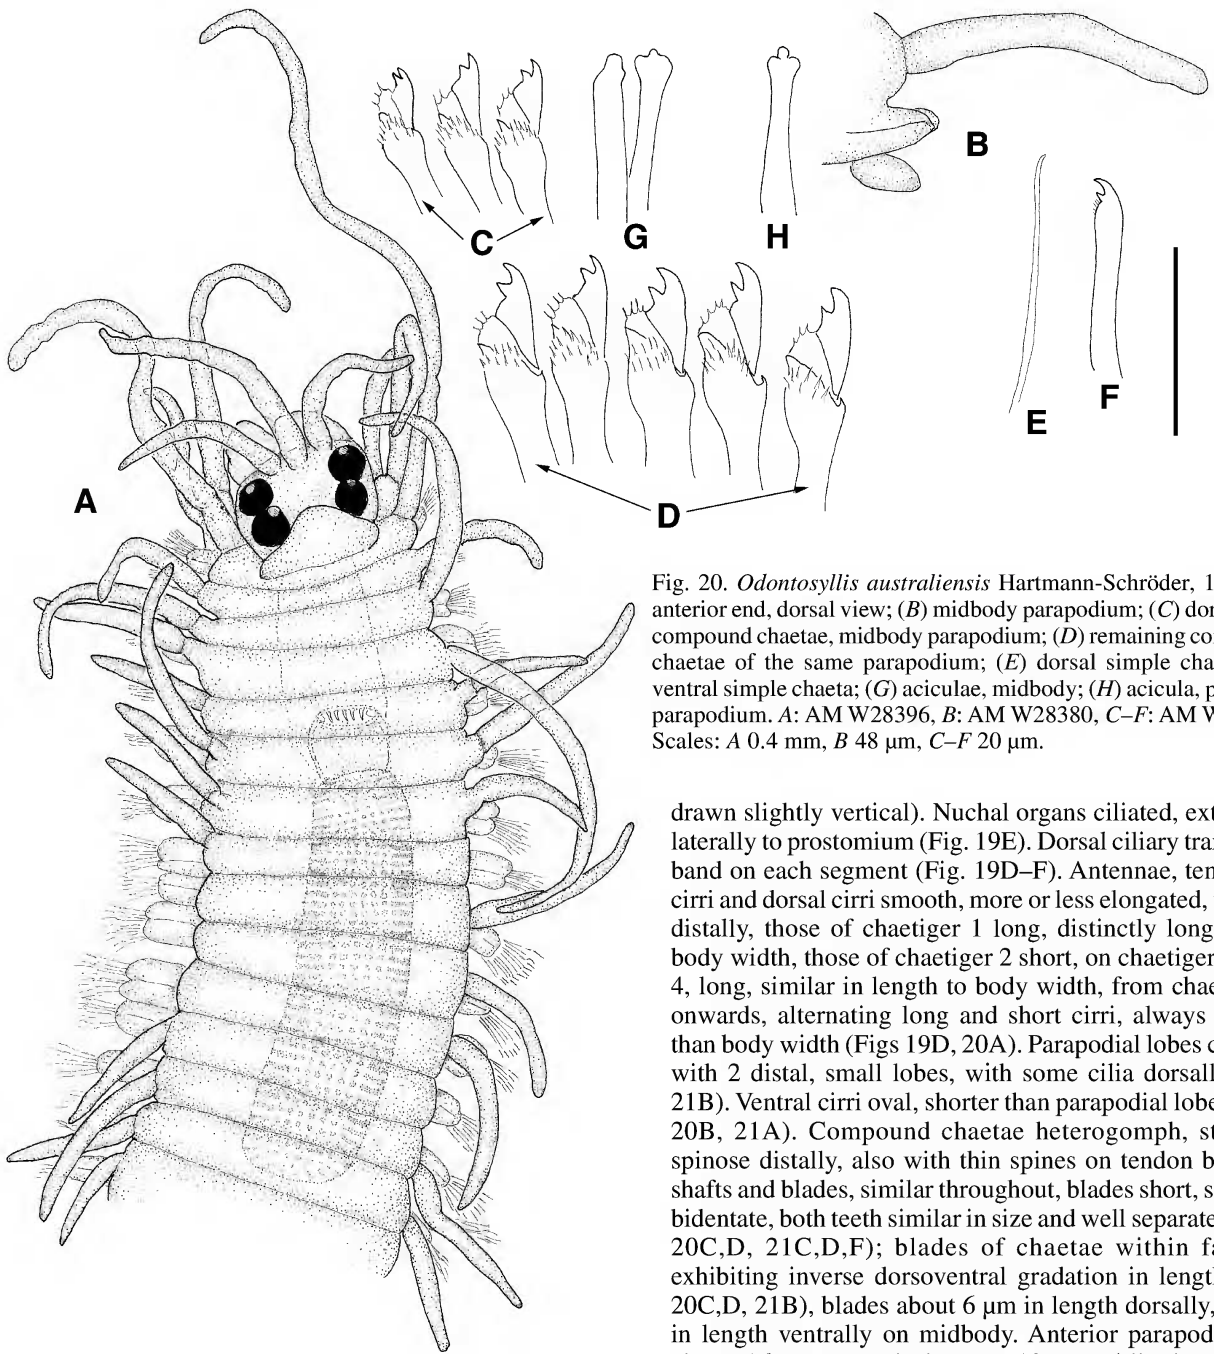 A
B
C
G
H
E
F
D
Fig. 20. Odontosyllis australiensis Hartmann-Schröder, 1
anterior end, dorsal view; (B) midbody parapodium; (C) dor
compound chaetae, midbody parapodium; (D) remaining co
chaetae of the same parapodium; (E) dorsal simple cha
ventral simple chaeta; (G) aciculae, midbody; (H) acicula, p
parapodium. A: AM W28396, B: AM W28380, C–F: AM W
Scales: A 0.4 mm, B 48 µm, C–F 20 µm.
drawn slightly vertical). Nuchal organs ciliated, ext
laterally to prostomium (Fig. 19E). Dorsal ciliary tra
band on each segment (Fig. 19D–F). Antennae, ten
cirri and dorsal cirri smooth, more or less elongated,
distally, those of chaetiger 1 long, distinctly long
body width, those of chaetiger 2 short, on chaetiger
4, long, similar in length to body width, from chae
onwards, alternating long and short cirri, always
than body width (Figs 19D, 20A). Parapodial lobes c
with 2 distal, small lobes, with some cilia dorsall
21B). Ventral cirri oval, shorter than parapodial lobe
20B, 21A). Compound chaetae heterogomph, st
spinose distally, also with thin spines on tendon b
shafts and blades, similar throughout, blades short, s
bidentate, both teeth similar in size and well separate
20C,D, 21C,D,F); blades of chaetae within fa
exhibiting inverse dorsoventral gradation in length
20C,D, 21B), blades about 6 µm in length dorsally,
in length ventrally on midbody. Anterior parapod